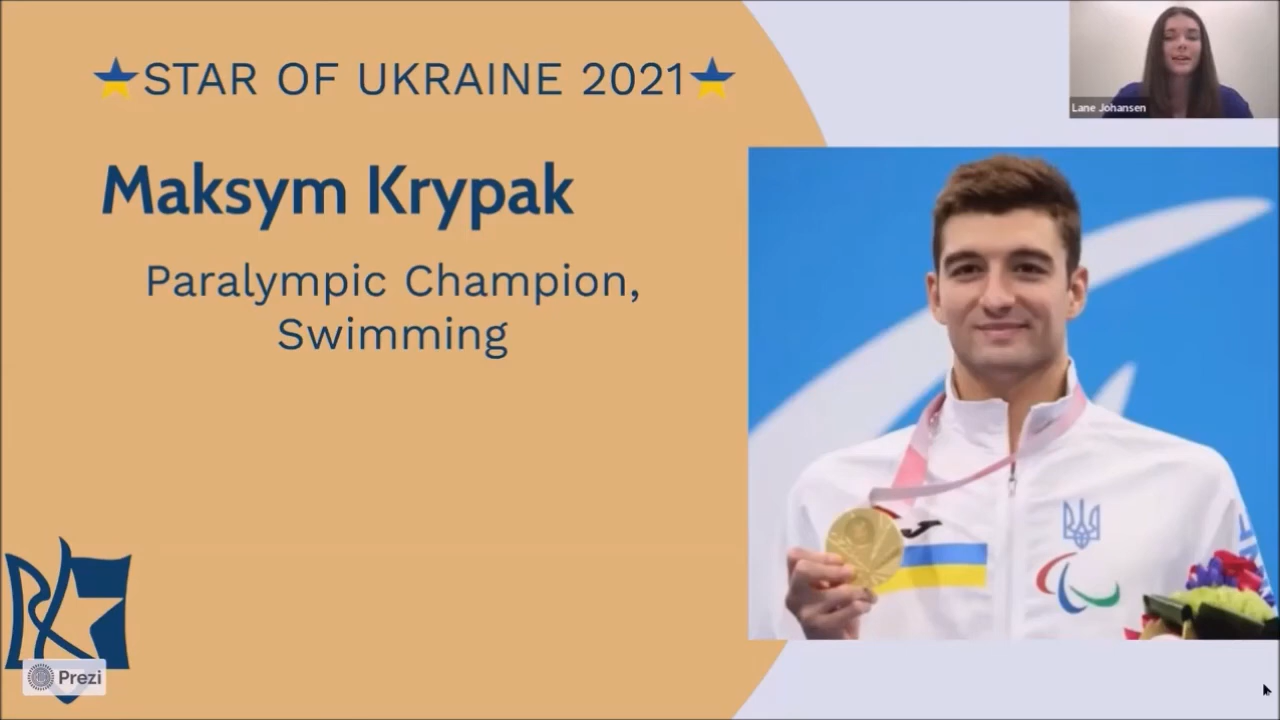 STAR OF UKRAINE 2021
Lane Johansen
Maksym Krypak
Paralympic Champion,
Swimming
Prezi